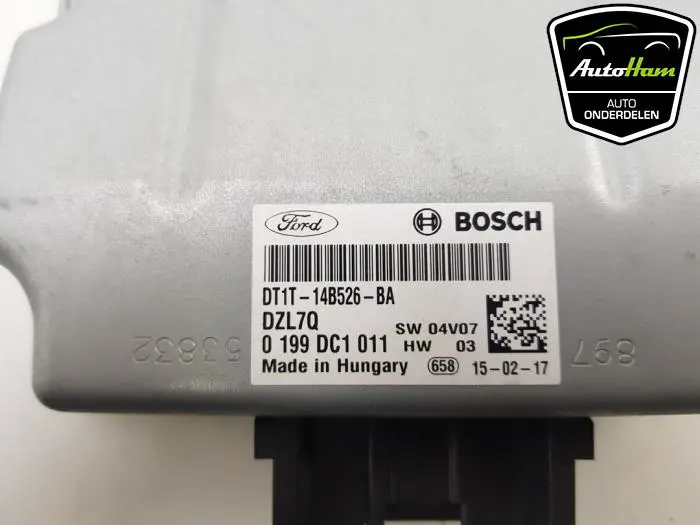 AutoHam
AUTO
ONDERDELEN
Ford
BOSCH
DT1T-14B526-BA
DZL7Q
SW 04V07
0 199 DC1 011
HW 03
Made in Hungary
658
15-02-17
53832
897